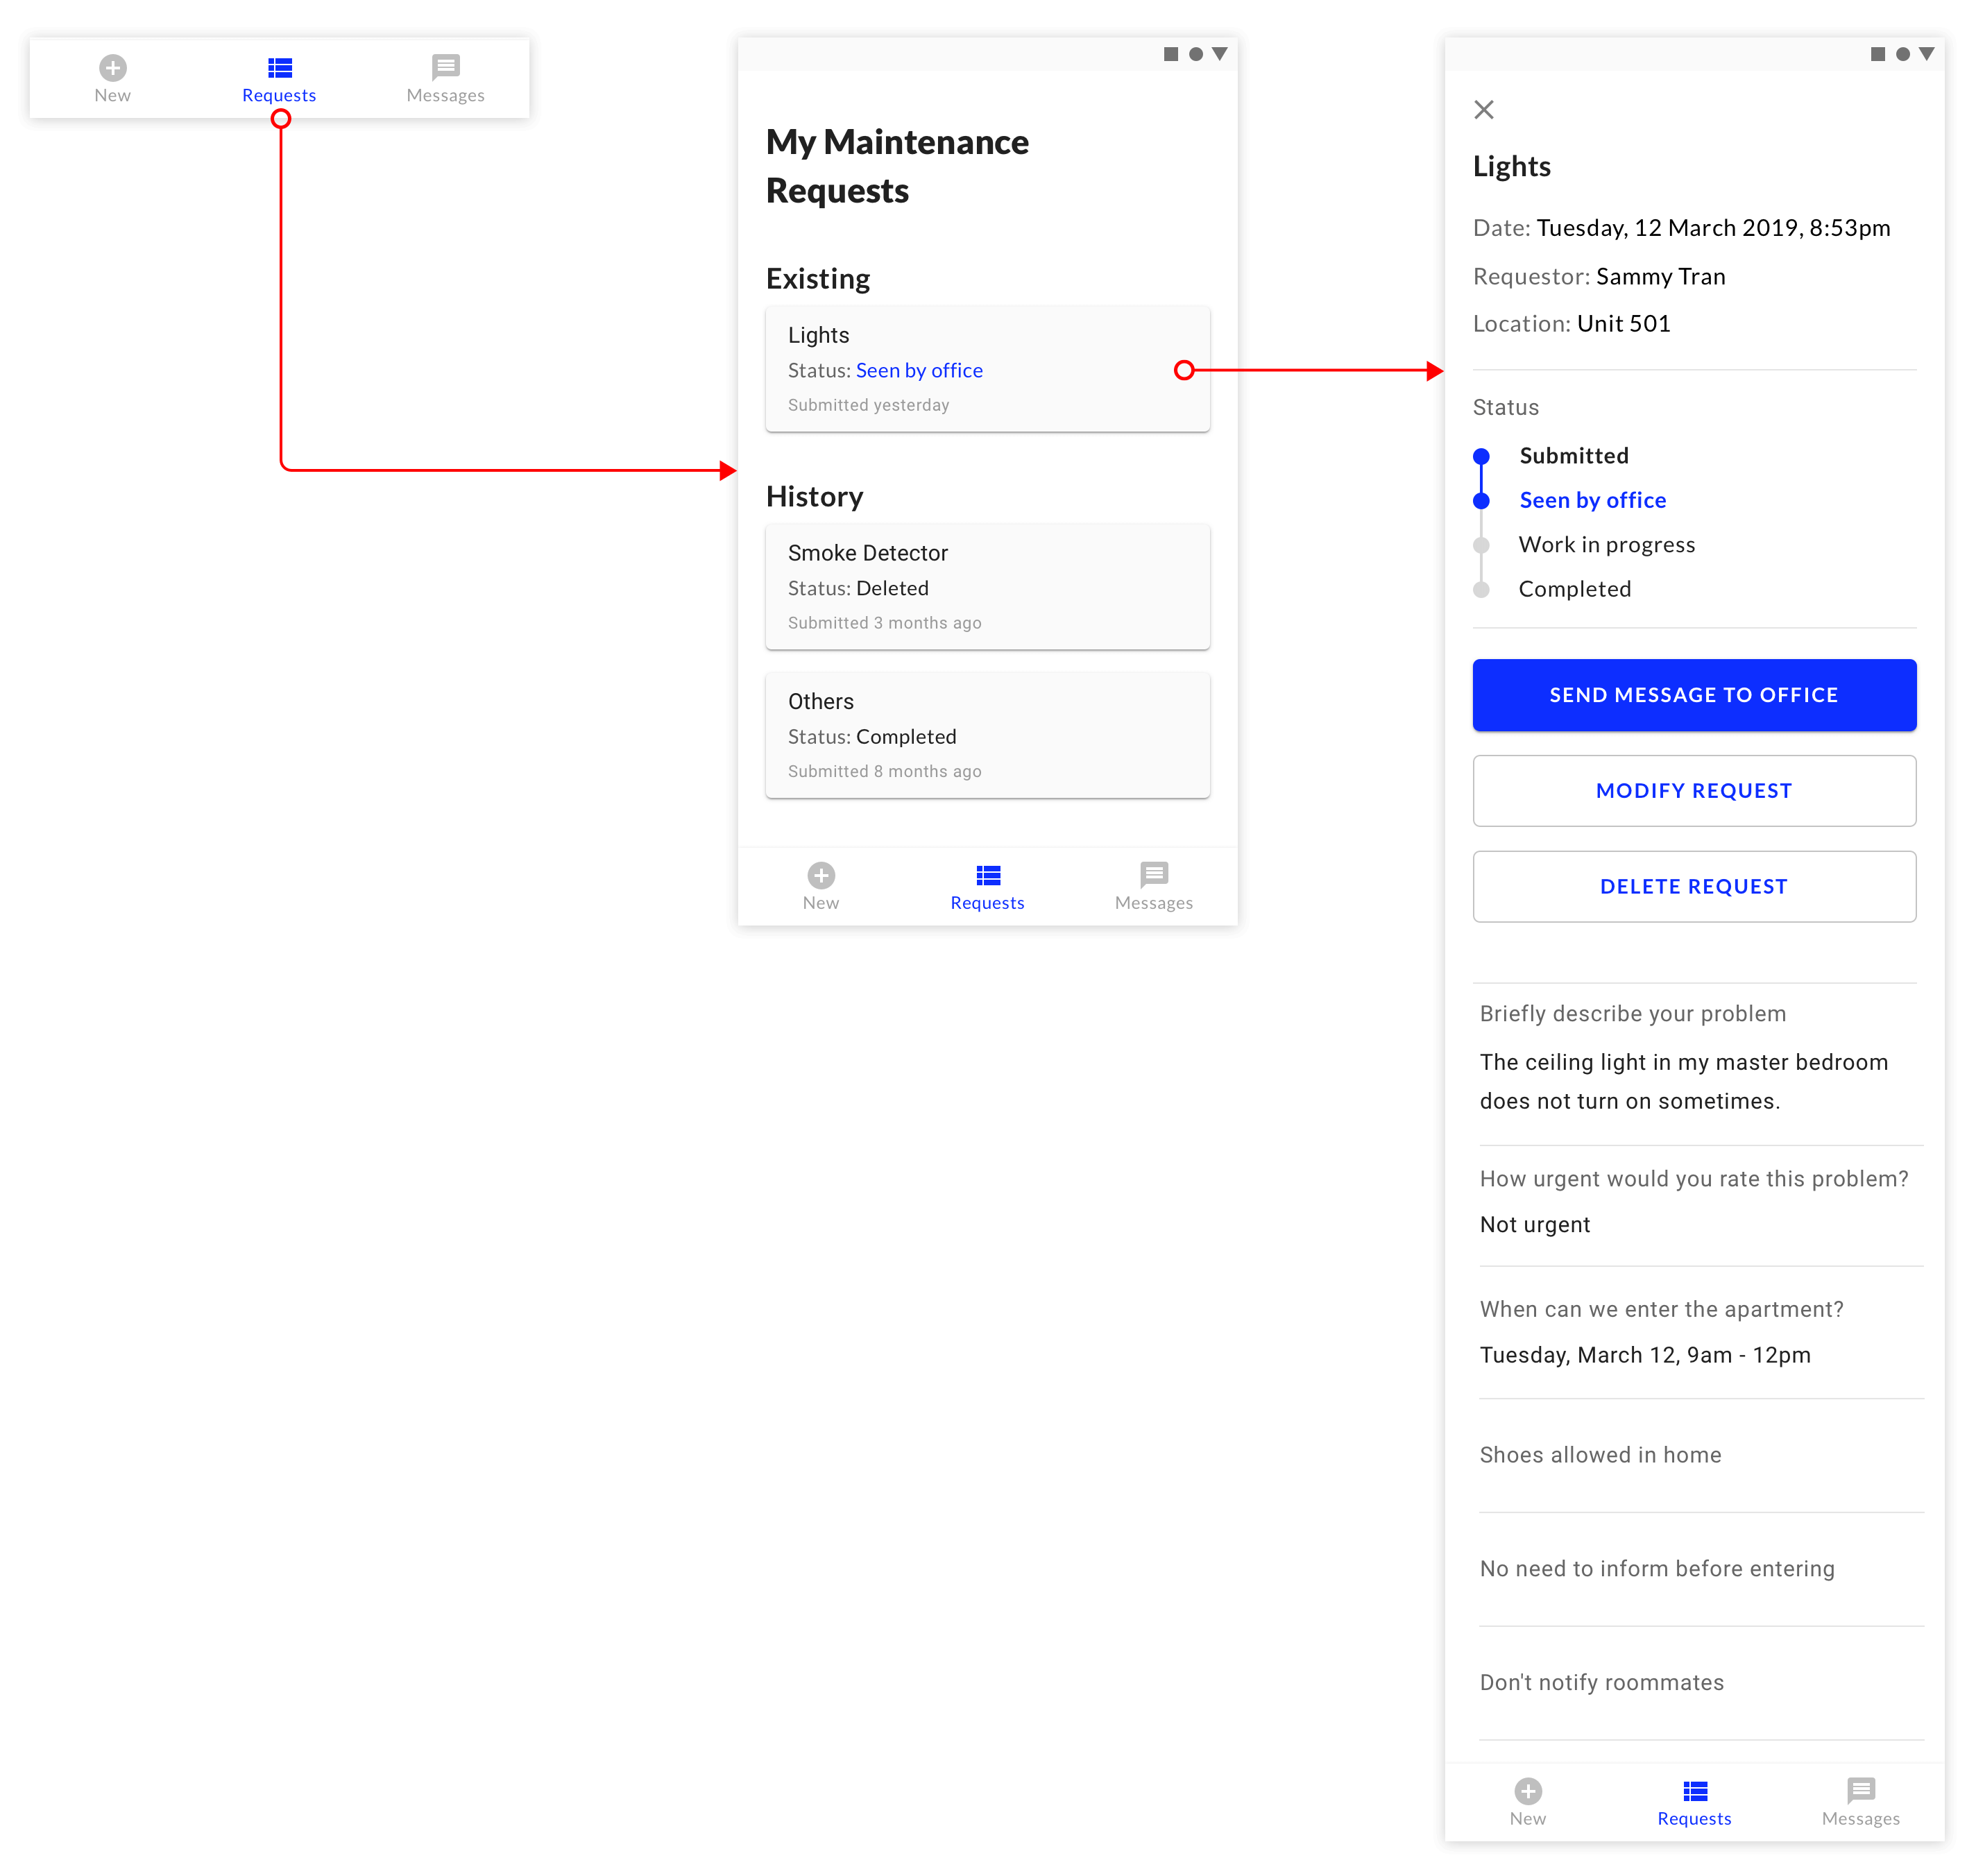 New
Requests
Messages
My Maintenance
Requests
Existing
Lights
Status: Seen by office
Submitted yesterday
History
Smoke Detector
Status: Deleted
Submitted 3 months ago
Others
Status: Completed
Submitted 8 months ago
New
Requests
Messages
Lights
Date: Tuesday, 12 March 2019, 8:53pm
Requestor: Sammy Tran
Location: Unit 501
Status
Submitted
Seen by office
Work in progress
Completed
SEND MESSAGE TO OFFICE
MODIFY REQUEST
DELETE REQUEST
Briefly describe your problem
The ceiling light in my master bedroom
does not turn on sometimes.
How urgent would you rate this problem?
Not urgent
When can we enter the apartment?
Tuesday, March 12, 9am - 12pm
Shoes allowed in home
No need to inform before entering
Don't notify roommates
New
Requests
Messages